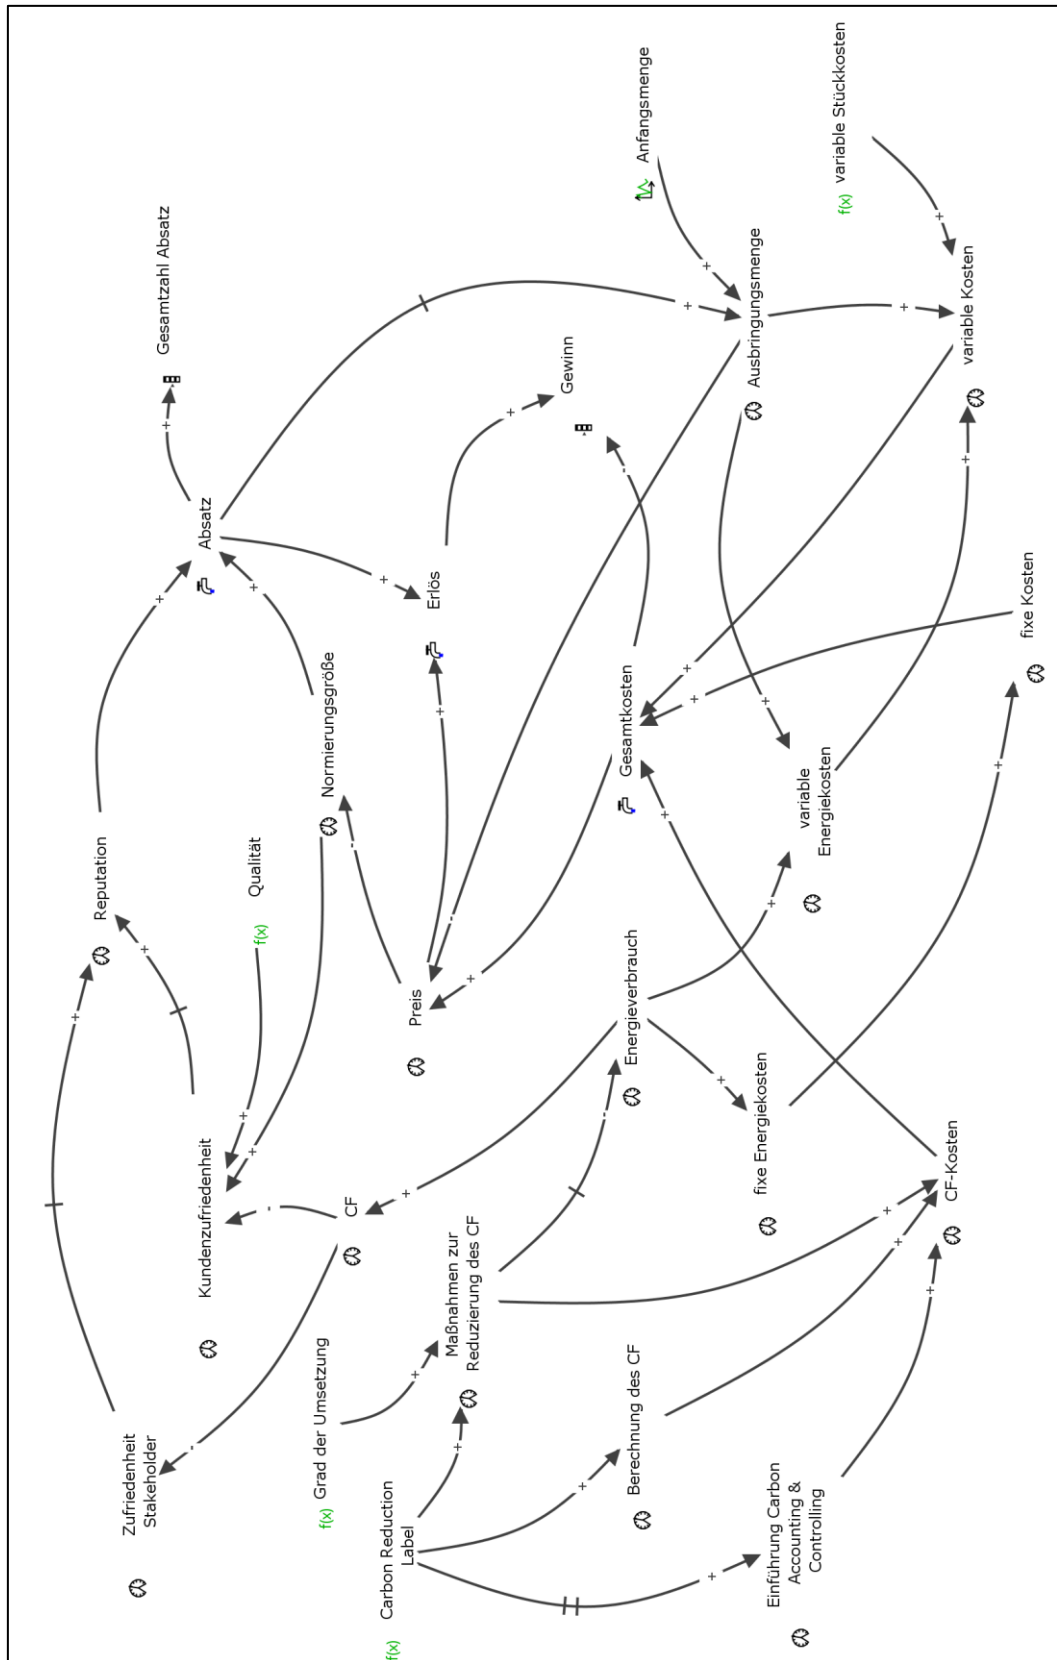 Zufriedenheit
Stakeholder
Reputation
Absatz
Gesamtzahl Absatz
Kundenzufriedenheit
f(x) Qualität
f(x) Grad der Umsetzung
CF
Normierungsgröße
f(x) Carbon Reduction
Label
Maßnahmen zur
Reduzierung des CF
Preis
Erlös
Gewinn
Berechnung des CF
Energieverbrauch
Gesamtkosten
Anfangsmenge
Einführung Carbon
Accounting &
Controlling
fixe Energiekosten
variable
Energiekosten
Ausbringungsmenge
f(x) variable Stückkosten
CF-Kosten
fixe Kosten
variable Kosten